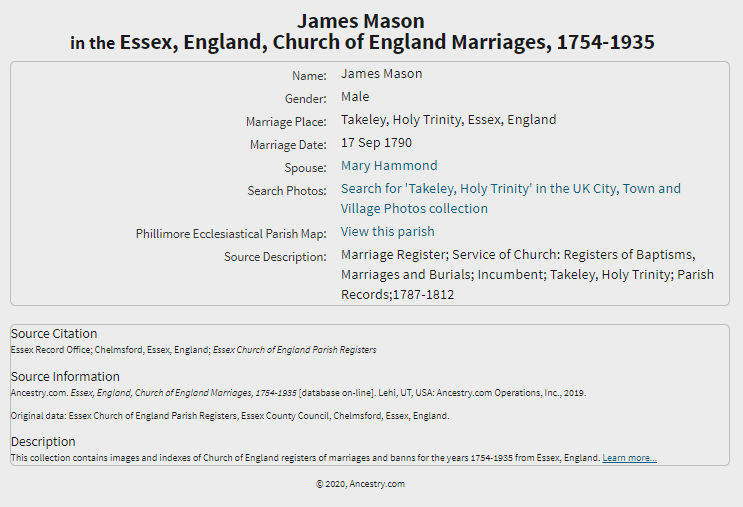 James Mason
in the Essex, England, Church of England Marriages, 1754-1935
Name: James Mason
Gender: Male
Marriage Place: Takeley, Holy Trinity, Essex, England
Marriage Date: 17 Sep 1790
Spouse: Mary Hammond
Search Photos: Search for 'Takeley, Holy Trinity' in the UK City, Town and
Village Photos collection
Phillimore Ecclesiastical Parish Map: View this parish
Source Description: Marriage Register; Service of Church: Registers of Baptisms,
Marriages and Burials; Incumbent; Takeley, Holy Trinity; Parish
Records;1787-1812
Source Citation
Essex Record Office; Chelmsford, Essex, England; Essex Church of England Parish Registers
Source Information
Ancestry.com. Essex, England, Church of England Marriages, 1754-1935 [database on-line]. Lehi, UT, USA: Ancestry.com Operations, Inc., 2019.
Original data: Essex Church of England Parish Registers, Essex County Council, Chelmsford, Essex, England.
Description
This collection contains images and indexes of Church of England registers of marriages and banns for the years 1754-1935 from Essex, England. Learn more...
© 2020, Ancestry.com